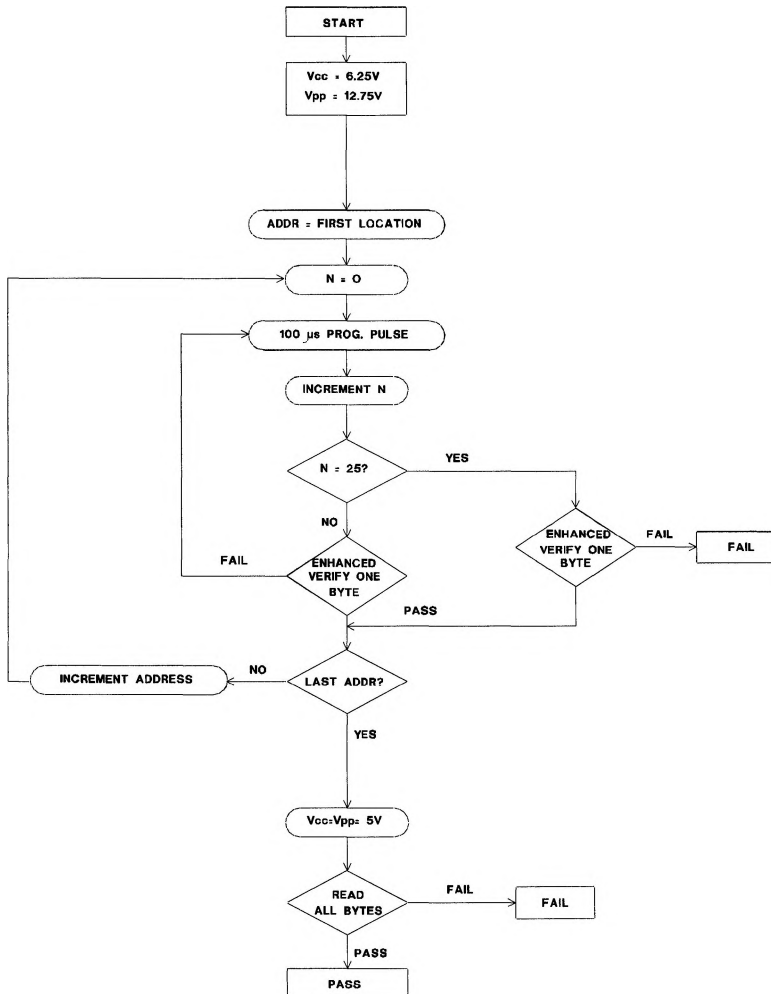 START
Vcc = 6.25V
Vpp = 12.75V
ADDR = FIRST LOCATION
N = O
100 µs PROG. PULSE
INCREMENT N
N = 25?
YES
NO
ENHANCED
VERIFY ONE
BYTE
FAIL
ENHANCED
VERIFY ONE
BYTE
FAIL
FAIL
PASS
LAST ADDR?
NO
INCREMENT ADDRESS
YES
Vcc=Vpp= 5V
READ
ALL BYTES
FAIL
FAIL
PASS
PASS